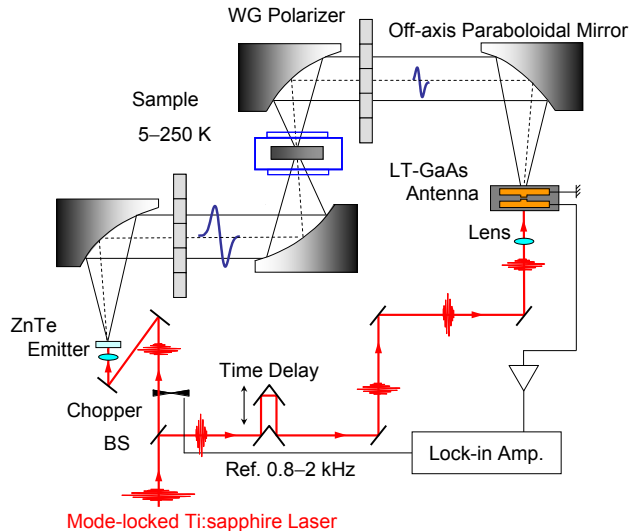 WG Polarizer
Off-axis Paraboloidal Mirror
Sample
5–250 K
LT-GaAs
Antenna
Lens
ZnTe
Emitter
Time Delay
Chopper
BS
Lock-in Amp.
Ref. 0.8–2 kHz
Mode-locked Ti:sapphire Laser